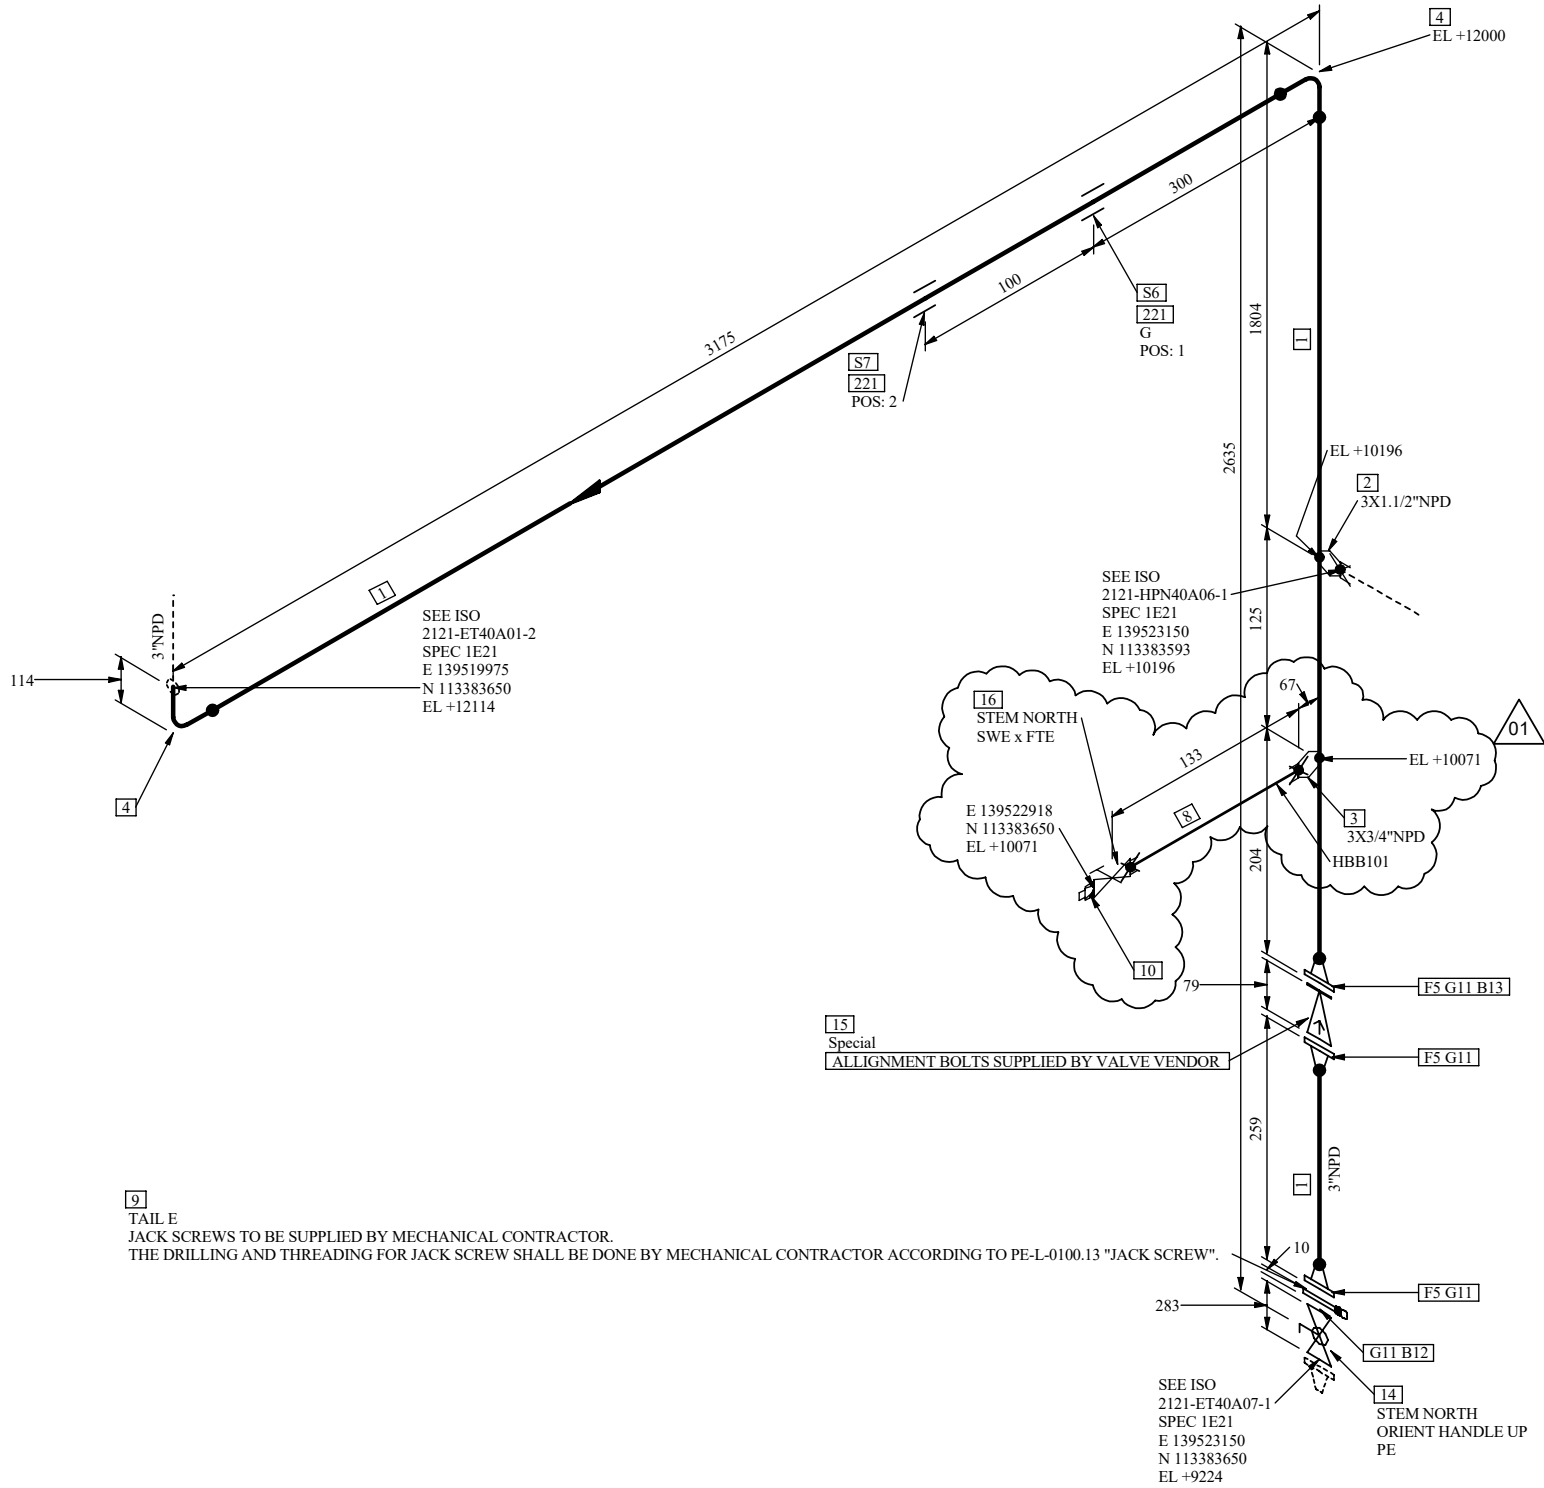 4
EL +12000
300
S6
221
G
POS: 1
100
3175
S7
221
POS: 2
1804
1
2635
EL +10196
2
3X1.1/2"NPD
SEE ISO
2121-HPN40A06-1
SPEC 1E21
E 139523150
N 113383593
EL +10196
125
1
3"NPD
SEE ISO
2121-ET40A01-2
SPEC 1E21
E 139519975
N 113383650
EL +12114
114
4
67
16
STEM NORTH
SWE x FTE
01
133
EL +10071
E 139522918
N 113383650
EL +10071
8
3
3X3/4"NPD
HBB101
204
10
79
F5 G11 B13
15
Special
ALLIGNMENT BOLTS SUPPLIED BY VALVE VENDOR
F5 G11
259
1
3"NPD
9
TAIL E
JACK SCREWS TO BE SUPPLIED BY MECHANICAL CONTRACTOR.
THE DRILLING AND THREADING FOR JACK SCREW SHALL BE DONE BY MECHANICAL CONTRACTOR ACCORDING TO PE-L-0100.13 "JACK SCREW".
10
F5 G11
283
G11 B12
SEE ISO
2121-ET40A07-1
SPEC 1E21
E 139523150
N 113383650
EL +9224
14
STEM NORTH
ORIENT HANDLE UP
PE